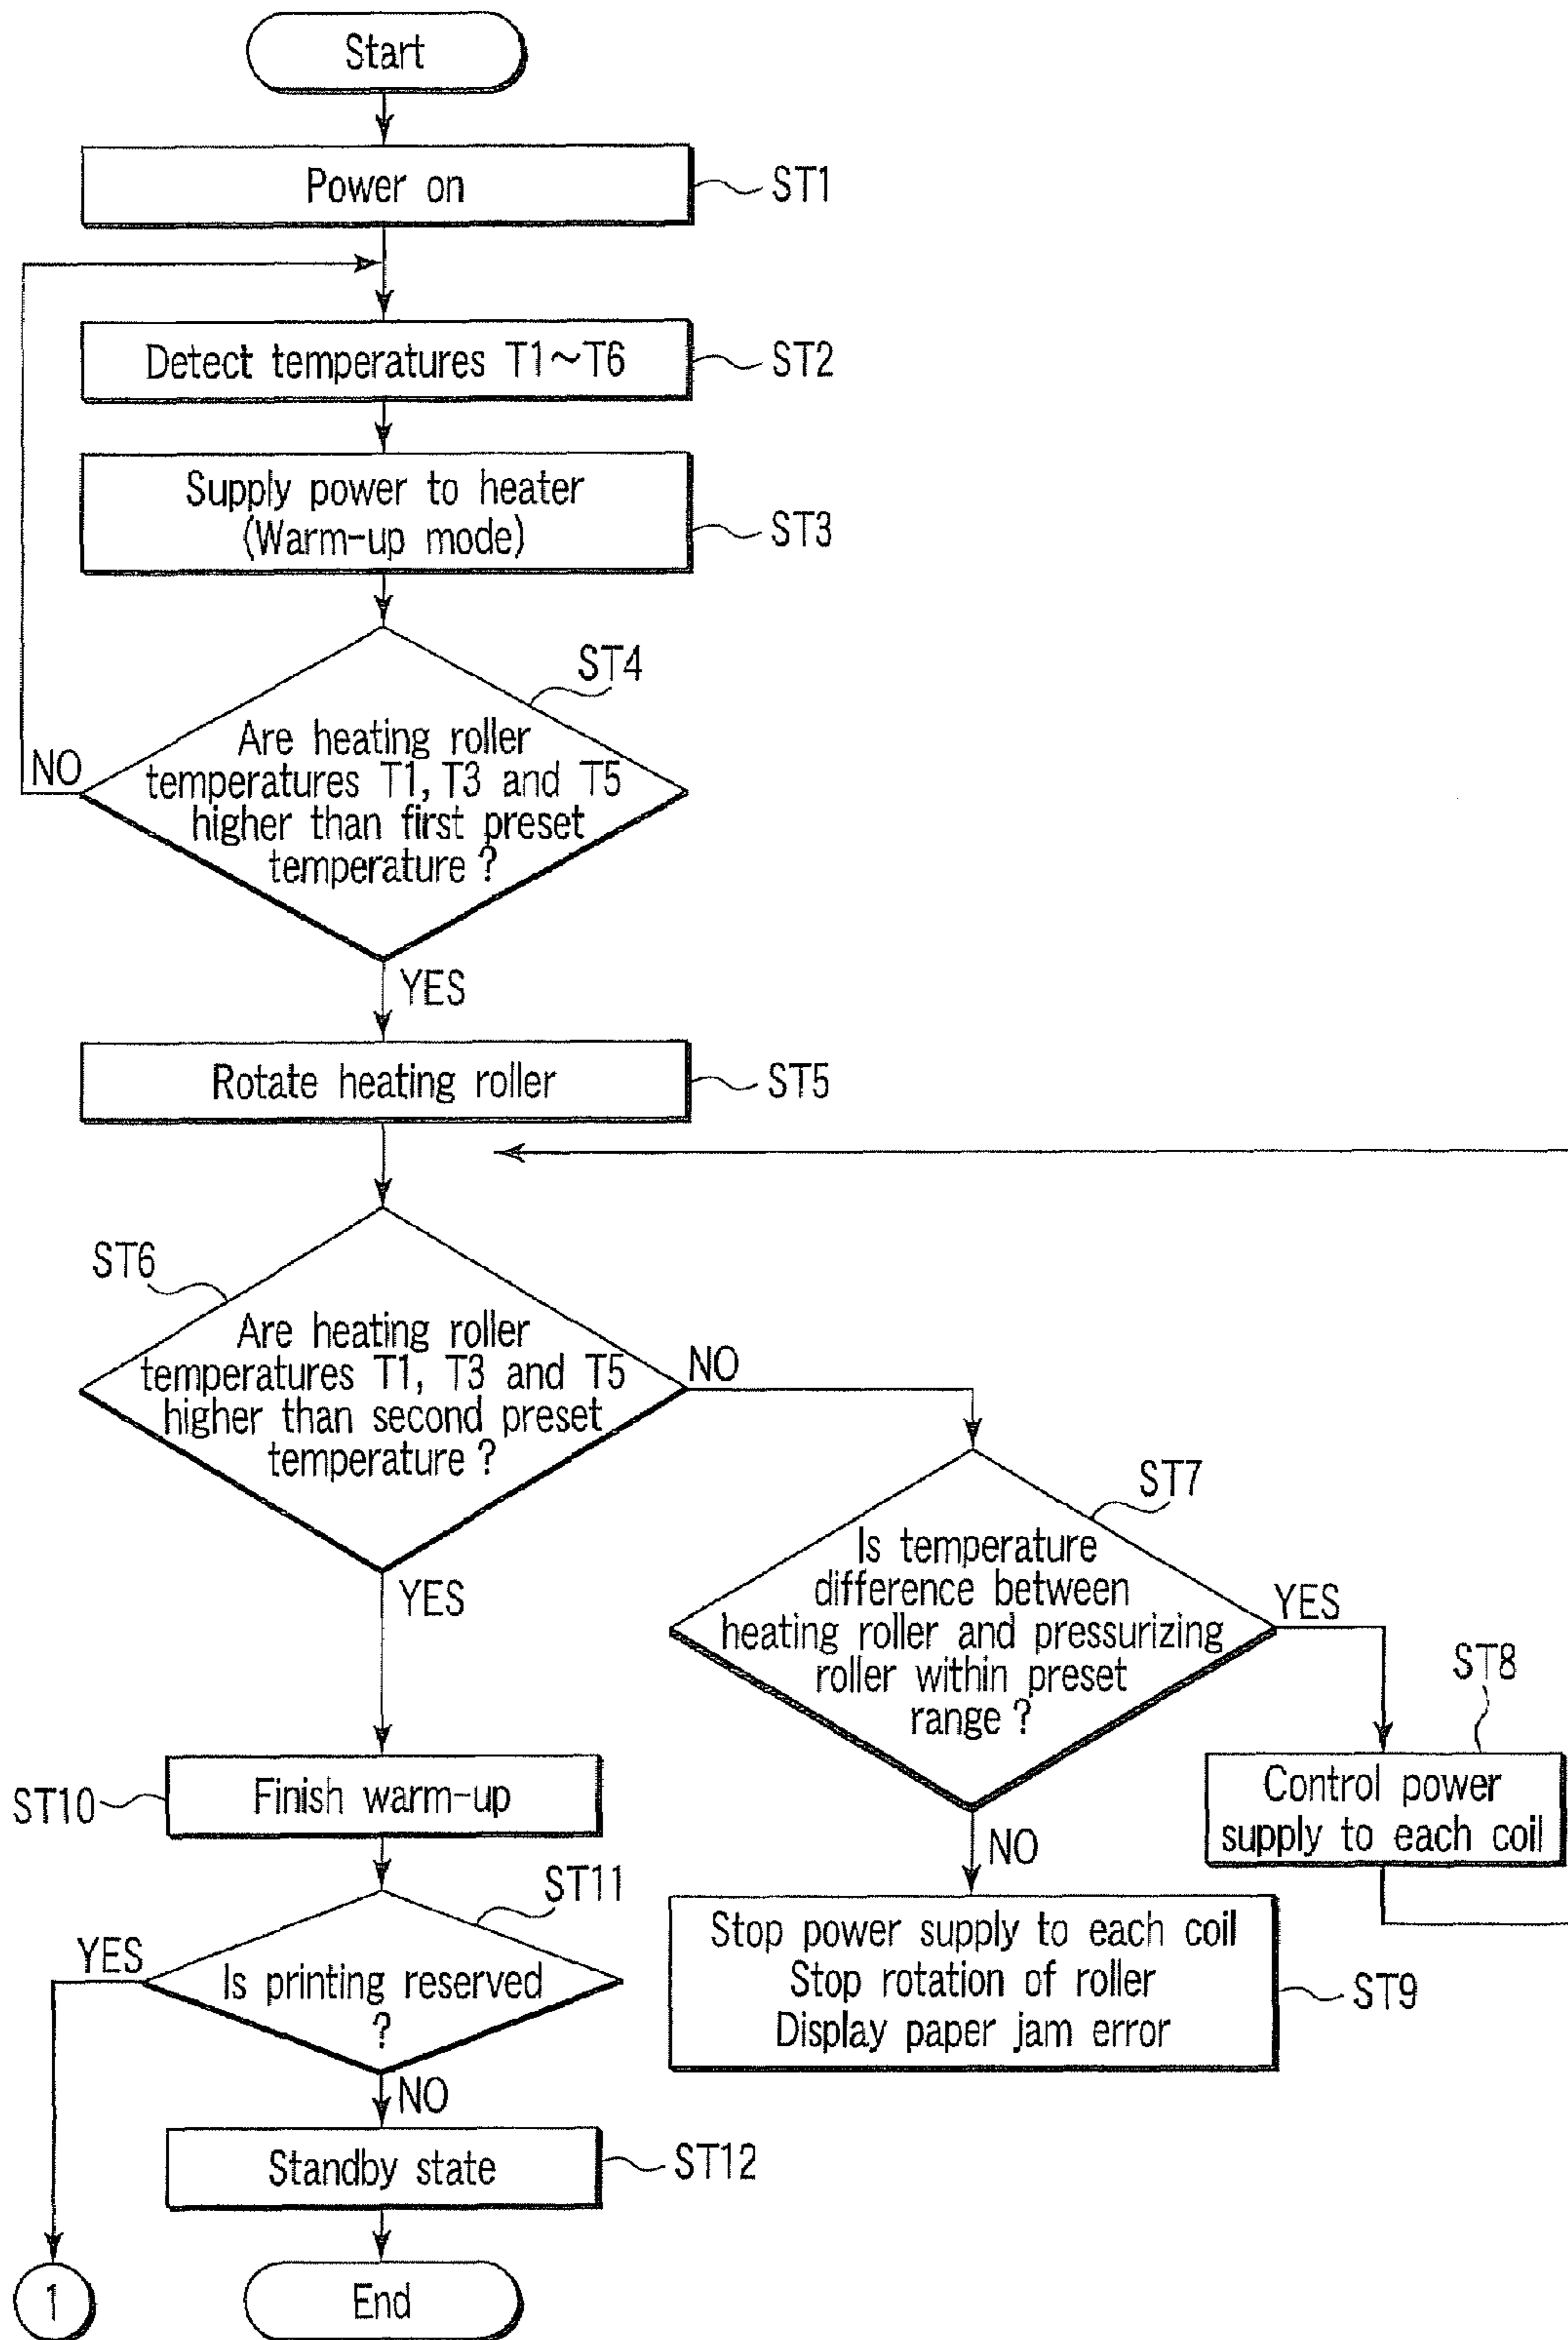 Start
Power on
ST1
Detect temperatures T1~T6
ST2
Supply power to heater
(Warm-up mode)
ST3
ST4
Are heating roller
temperatures T1, T3 and T5
higher than first preset
temperature ?
NO
YES
Rotate heating roller
ST5
ST6
Are heating roller
temperatures T1, T3 and T5
higher than second preset
temperature ?
NO
YES
ST7
Is temperature
difference between
heating roller and pressurizing
roller within preset
range ?
YES
NO
ST8
Control power
supply to each coil
Stop power supply to each coil
Stop rotation of roller
Display paper jam error
ST9
ST10
Finish warm-up
ST11
Is printing reserved
?
YES
NO
Standby state
ST12
1
End